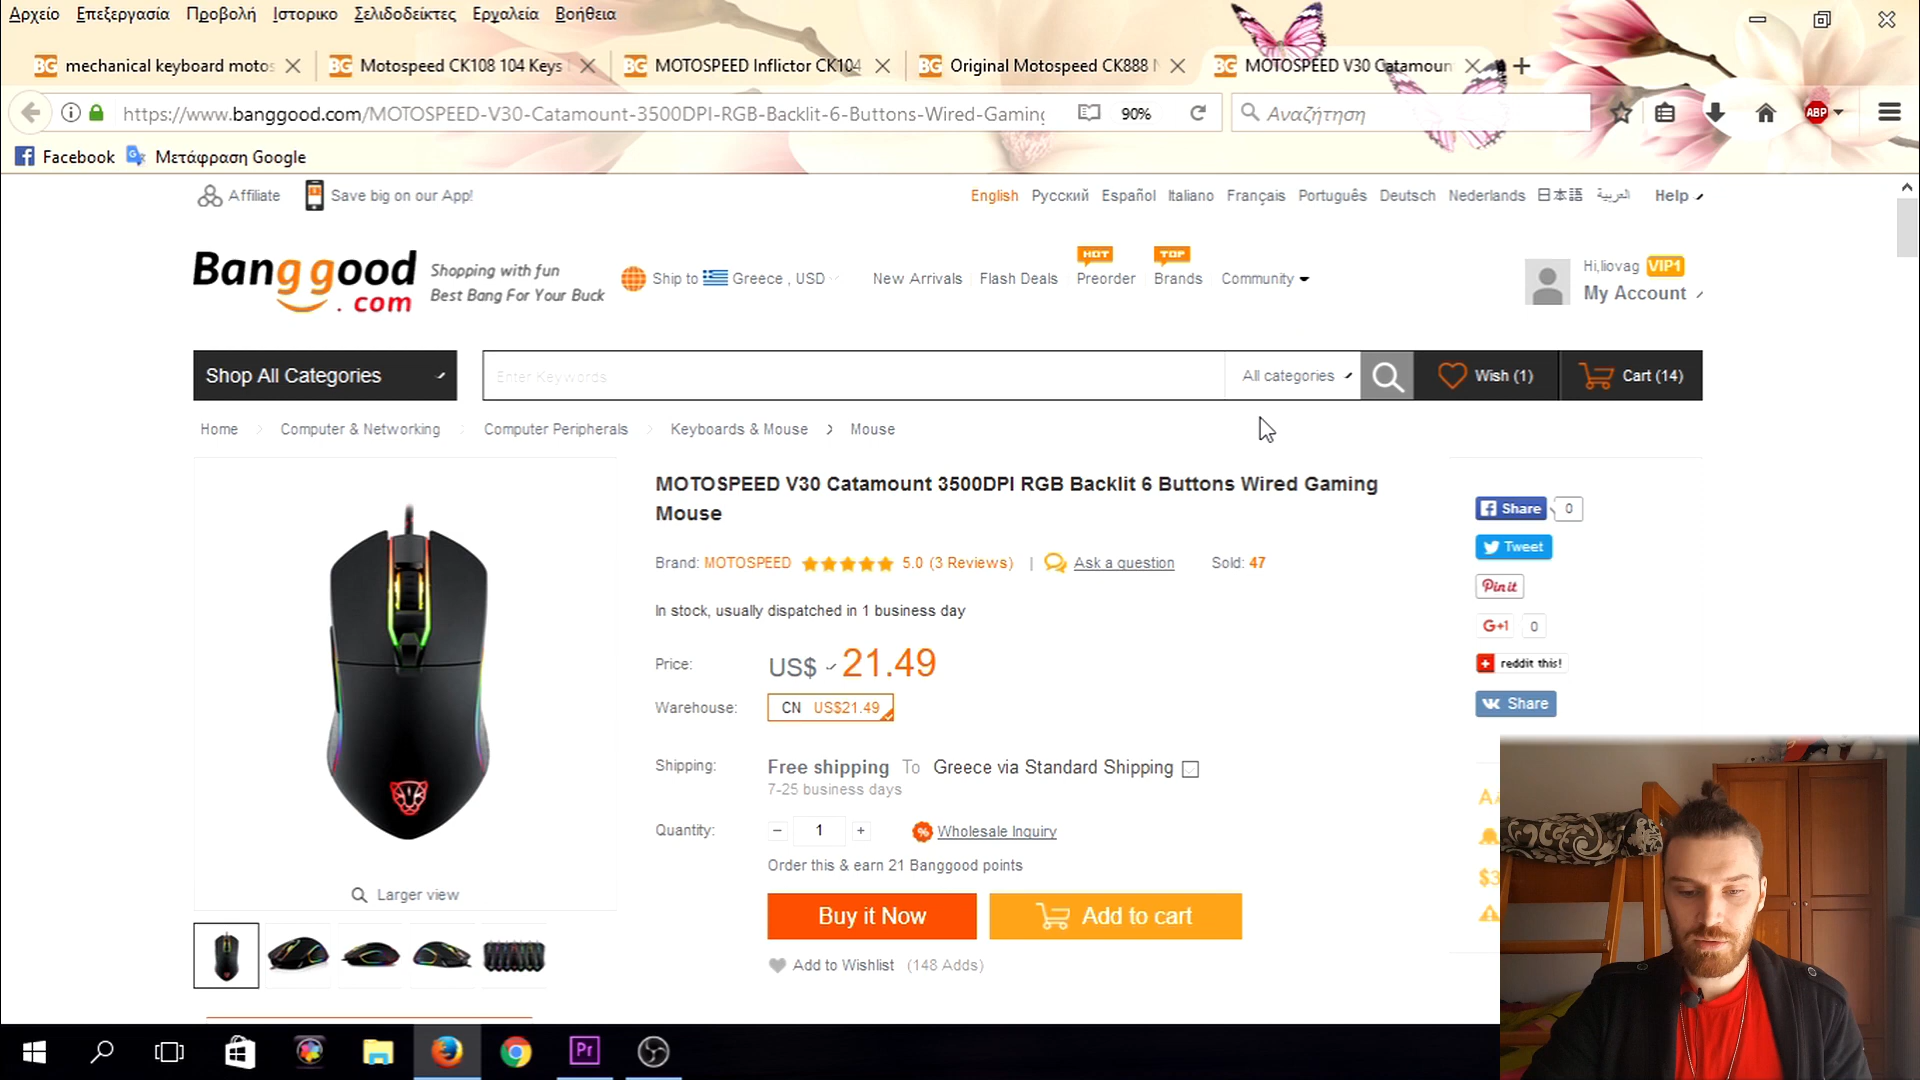 Αρχείο Επεξεργασία Προβολή Ιστορικο Σελιδοδείκτες Εργαλεία Βοήθεια
BG mechanical keyboard motos
BG Motospeed CK108 104 Keys
BG MOTOSPEED Inflictor CK104
BG Original Motospeed CK888 M
BG MOTOSPEED V30 Catamoun
https://www.banggood.com/MOTOSPEED-V30-Catamount-3500DPI-RGB-Backlit-6-Buttons-Wired-Gaming
90%
Αναζήτηση
ABP
Facebook Μετάφραση Google
Affiliate Save big on our App!
English Русский Español Italiano Français Português Deutsch Nederlands 日本語 العربية Help
Banggood.com
Shopping with fun
Best Bang For Your Buck
Ship to Greece , USD
New Arrivals Flash Deals
HOT
Preorder
TOP
Brands
Community
Hi,liovag VIP1
My Account
Shop All Categories
Enter Keywords
All categories
Wish (1)
Cart (14)
Home Computer & Networking Computer Peripherals Keyboards & Mouse Mouse
MOTOSPEED V30 Catamount 3500DPI RGB Backlit 6 Buttons Wired Gaming
Mouse
Brand: MOTOSPEED 5.0 (3 Reviews) | Ask a question Sold: 47
In stock, usually dispatched in 1 business day
Price: US$ 21.49
Warehouse: CN US$21.49
Shipping: Free shipping To Greece via Standard Shipping
7-25 business days
Quantity: − 1 + Wholesale Inquiry
Order this & earn 21 Banggood points
Buy it Now
Add to cart
Add to Wishlist (148 Adds)
Larger view
Share 0
Tweet
Pinit
G+1 0
reddit this!
Share
Pr